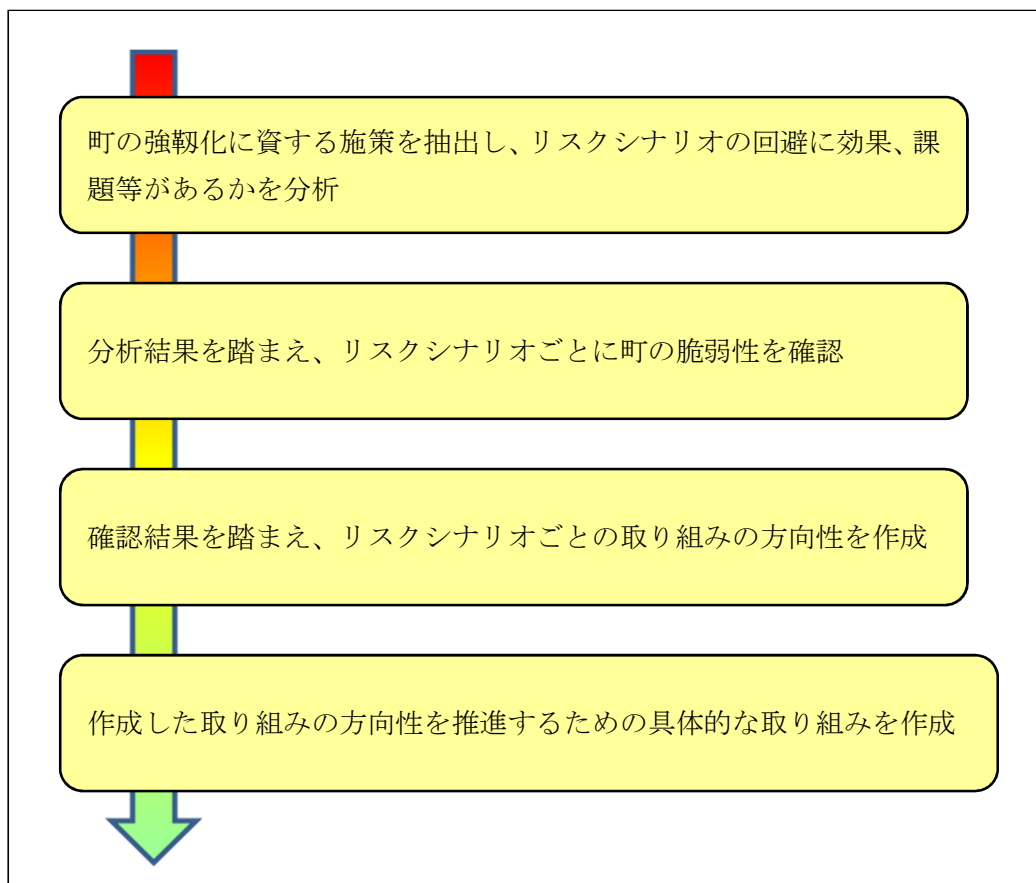 町の強靱化に資する施策を抽出し、リスクシナリオの回避に効果、課
題等があるかを分析
分析結果を踏まえ、リスクシナリオごとに町の脆弱性を確認
確認結果を踏まえ、リスクシナリオごとの取り組みの方向性を作成
作成した取り組みの方向性を推進するための具体的な取り組みを作成